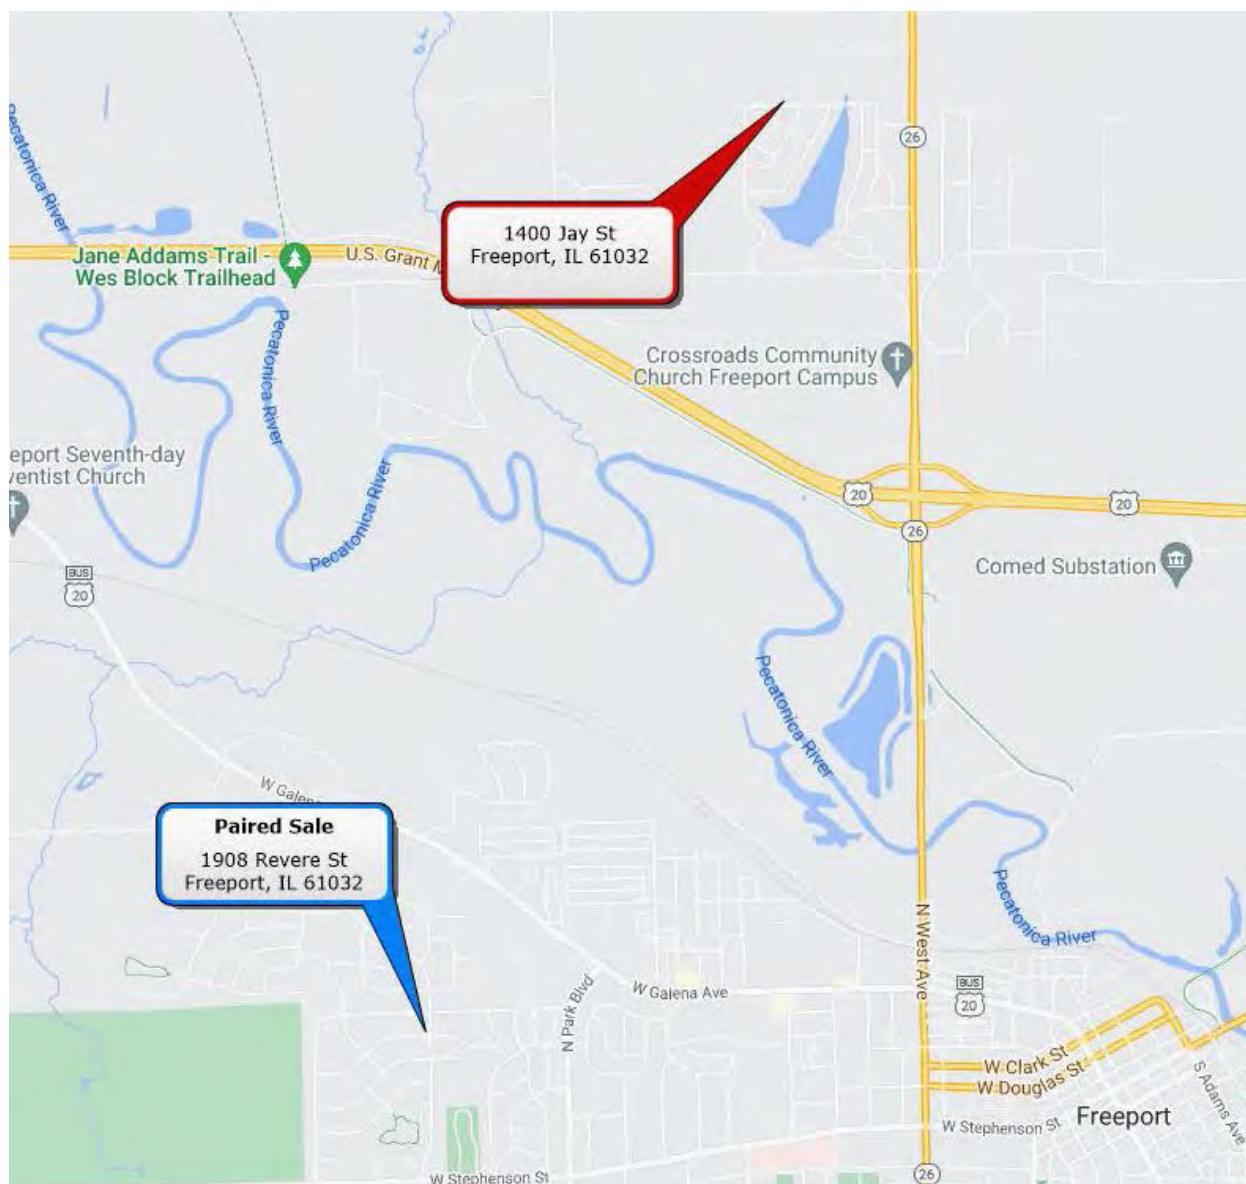 Pecatonica River
26
1400 Jay St
Freeport, IL 61032
Jane Addams Trail -
Wes Block Trailhead
U.S. Grant
Pecatonica River
Crossroads Community
Church Freeport Campus
eport Seventh-day
ventist Church
Pecatonica River
20
20
26
Comed Substation
BUS
20
Pecatonica River
W Galena
Paired Sale
1908 Revere St
Freeport, IL 61032
Pecatonica River
N West Ave
W Galena Ave
N Park Blvd
BUS
20
W Clark St
W Douglas St
S Adams Ave
Freeport
W Stephenson St
W Stephenson St
26